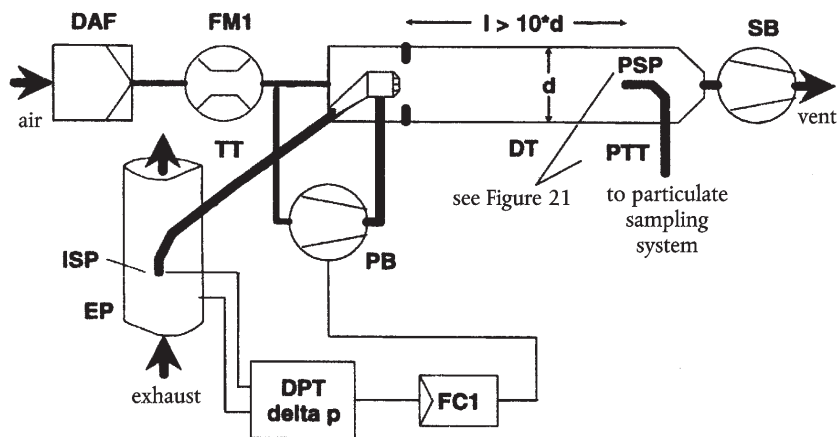 DAF
FM1
l > 10*d
SB
PSP
d
air
vent
TT
DT
PTT
see Figure 21
to particulate
sampling
system
ISP
PB
EP
exhaust
DPT
delta p
FC1